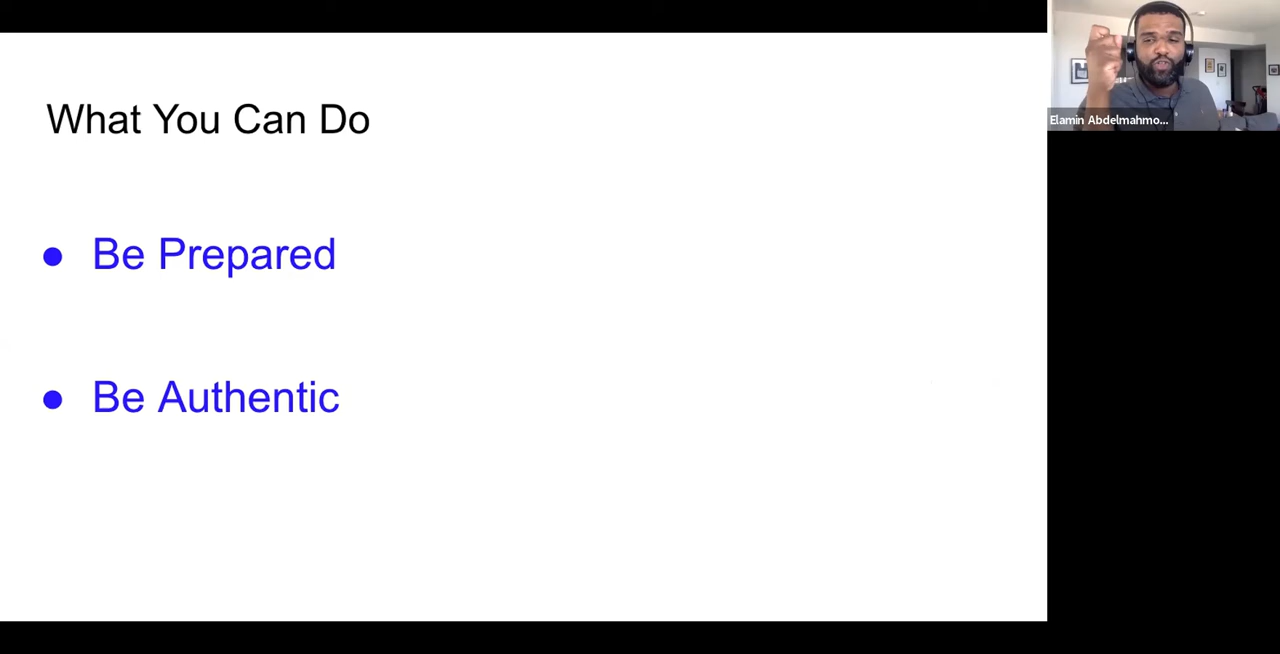 What You Can Do
Elamin Abdelmahmo...
● Be Prepared
● Be Authentic